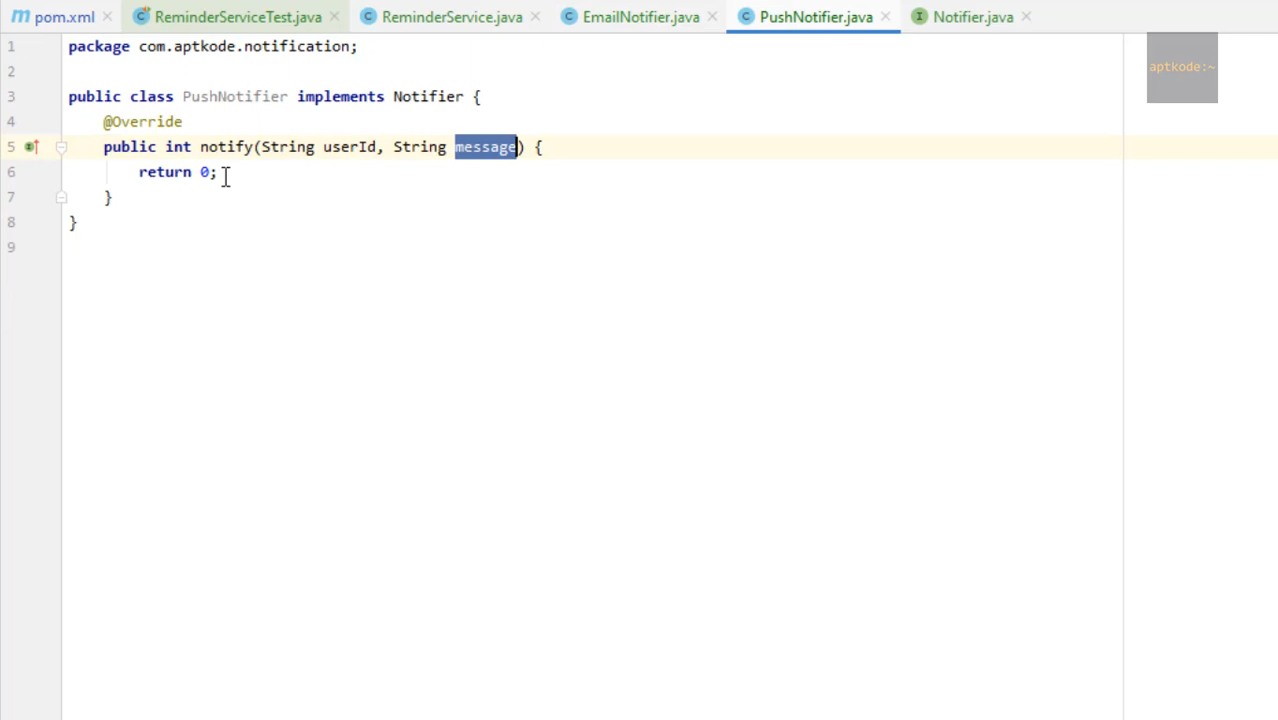 pom.xml ReminderServiceTest.java ReminderService.java EmailNotifier.java PushNotifier.java Notifier.java
aptkode:~
1 package com.aptkode.notification;
2
3 public class PushNotifier implements Notifier {
4 @Override
5 public int notify(String userId, String message) {
6 return 0;
7 }
8 }
9